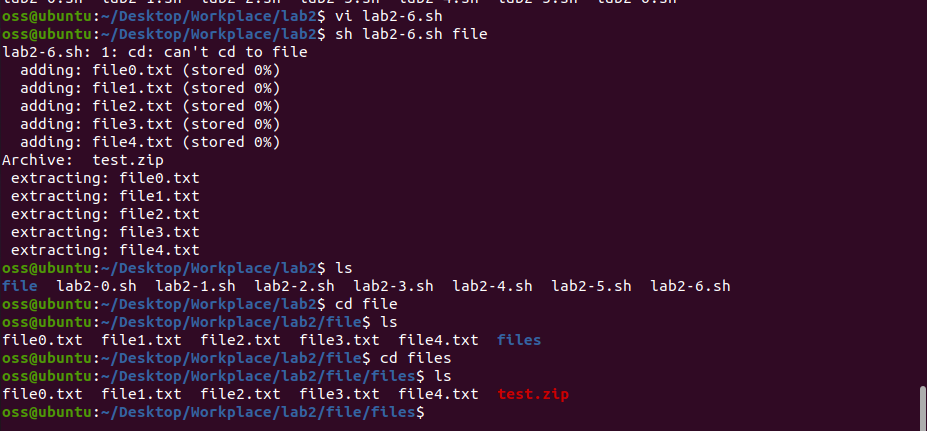 oss@ubuntu:~/Desktop/Workplace/lab2$ vi lab2-6.sh
oss@ubuntu:~/Desktop/Workplace/lab2$ sh lab2-6.sh file
lab2-6.sh: 1: cd: can't cd to file
  adding: file0.txt (stored 0%)
  adding: file1.txt (stored 0%)
  adding: file2.txt (stored 0%)
  adding: file3.txt (stored 0%)
  adding: file4.txt (stored 0%)
Archive:  test.zip
 extracting: file0.txt
 extracting: file1.txt
 extracting: file2.txt
 extracting: file3.txt
 extracting: file4.txt
oss@ubuntu:~/Desktop/Workplace/lab2$ ls
file  lab2-0.sh  lab2-1.sh  lab2-2.sh  lab2-3.sh  lab2-4.sh  lab2-5.sh  lab2-6.sh
oss@ubuntu:~/Desktop/Workplace/lab2$ cd file
oss@ubuntu:~/Desktop/Workplace/lab2/file$ ls
file0.txt  file1.txt  file2.txt  file3.txt  file4.txt  files
oss@ubuntu:~/Desktop/Workplace/lab2/file$ cd files
oss@ubuntu:~/Desktop/Workplace/lab2/file/files$ ls
file0.txt  file1.txt  file2.txt  file3.txt  file4.txt  test.zip
oss@ubuntu:~/Desktop/Workplace/lab2/file/files$